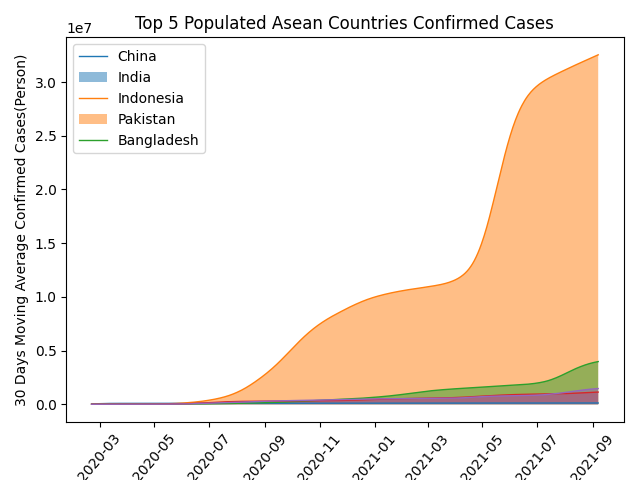 Top 5 Populated Asean Countries Confirmed Cases
1e7
China
India
Indonesia
Pakistan
Bangladesh
30 Days Moving Average Confirmed Cases(Person)
3.0
2.5
2.0
1.5
1.0
0.5
0.0
2020-03
2020-05
2020-07
2020-09
2020-11
2021-01
2021-03
2021-05
2021-07
2021-09